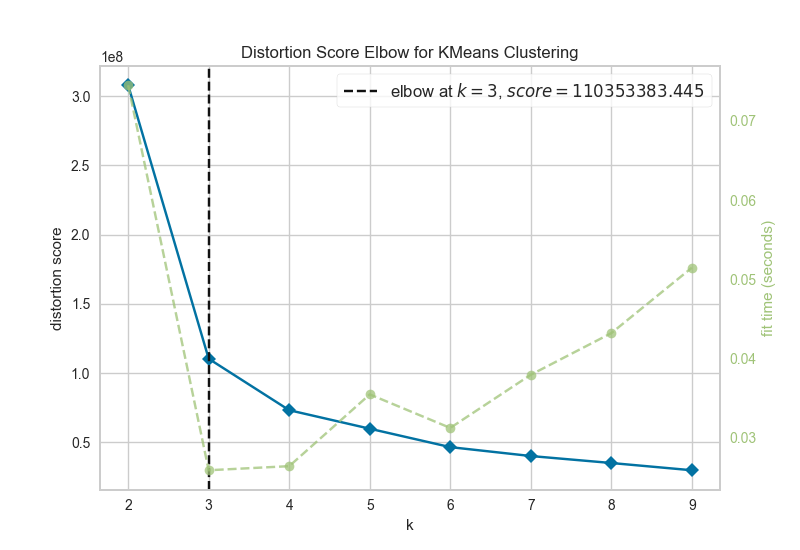 Distortion Score Elbow for KMeans Clustering
1e8
elbow at k = 3, score = 110353383.445
3.0
2.5
2.0
1.5
1.0
0.5
distortion score
0.07
0.06
0.05
0.04
0.03
fit time (seconds)
2 3 4 5 6 7 8 9
k